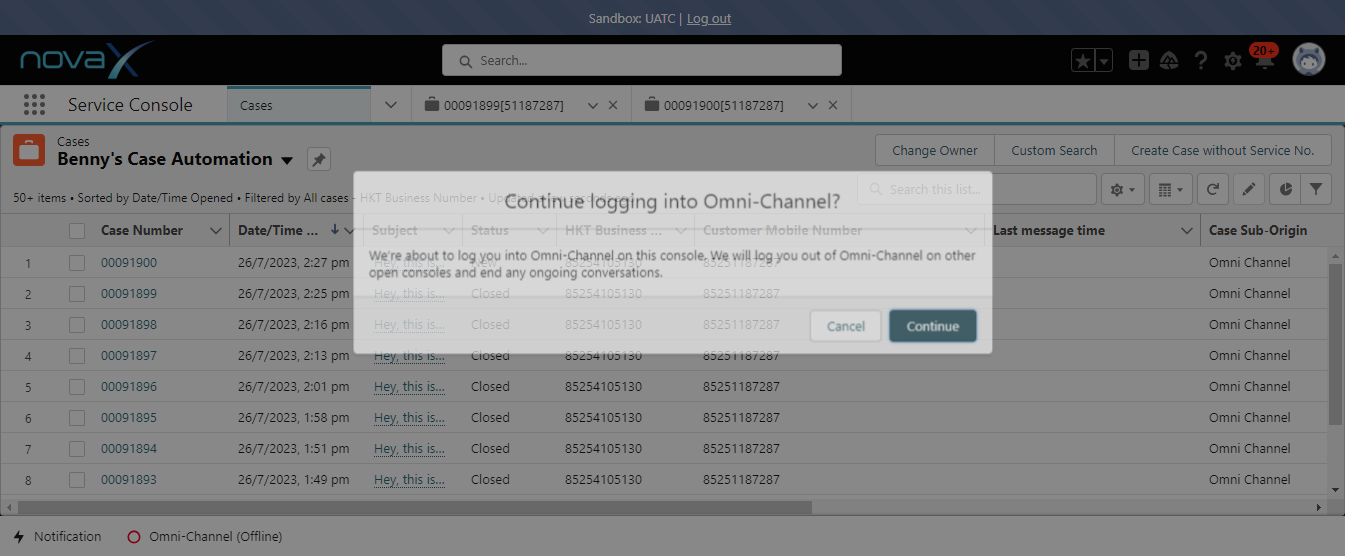 Sandbox: UATC | Log out
novaX
Search...
20+
Service Console
Cases
00091899[51187287]
00091900[51187287]
Cases
Benny's Case Automation
Change Owner
Custom Search
Create Case without Service No.
50+ items • Sorted by Date/Time Opened • Filtered by All cases - HKT Business Number • Updated
Search this list...
Continue logging into Omni-Channel?
We're about to log you into Omni-Channel on this console. We will log you out of Omni-Channel on other
open consoles and end any ongoing conversations.
Cancel
Continue
Case Number Date/Time ... Subject Status HKT Business ... Customer Mobile Number Last message time Case Sub-Origin
1 00091900 26/7/2023, 2:27 pm Hey, this is... 85254105130 85251187287 Omni Channel
2 00091899 26/7/2023, 2:25 pm Hey, this is... Closed 85254105130 85251187287 Omni Channel
3 00091898 26/7/2023, 2:16 pm Hey, this is... Closed 85254105130 85251187287 Omni Channel
4 00091897 26/7/2023, 2:13 pm Hey, this is... Closed 85254105130 85251187287 Omni Channel
5 00091896 26/7/2023, 2:01 pm Hey, this is... Closed 85254105130 85251187287 Omni Channel
6 00091895 26/7/2023, 1:58 pm Hey, this is... Closed 85254105130 85251187287 Omni Channel
7 00091894 26/7/2023, 1:51 pm Hey, this is... Closed 85254105130 85251187287 Omni Channel
8 00091893 26/7/2023, 1:49 pm Hey, this is... Closed 85254105130 85251187287 Omni Channel
Notification
Omni-Channel (Offline)